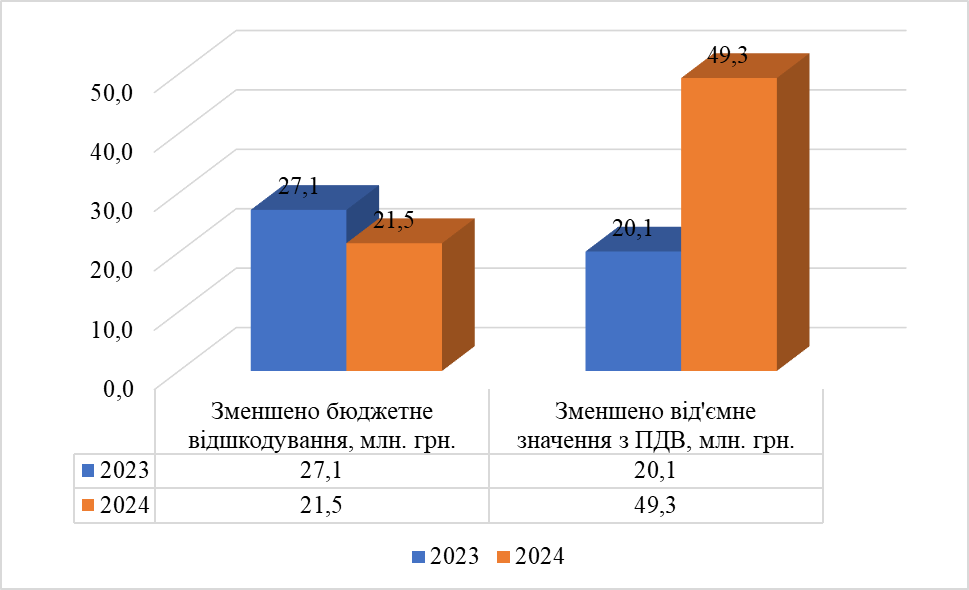 49,3
50,0
40,0
30,0
20,0
10,0
0,0
27,1
21,5
20,1
Зменшено бюджетне
відшкодування, млн. грн.
Зменшено від'ємне
значення з ПДВ, млн. грн.
2023 27,1 20,1
2024 21,5 49,3
2023 2024